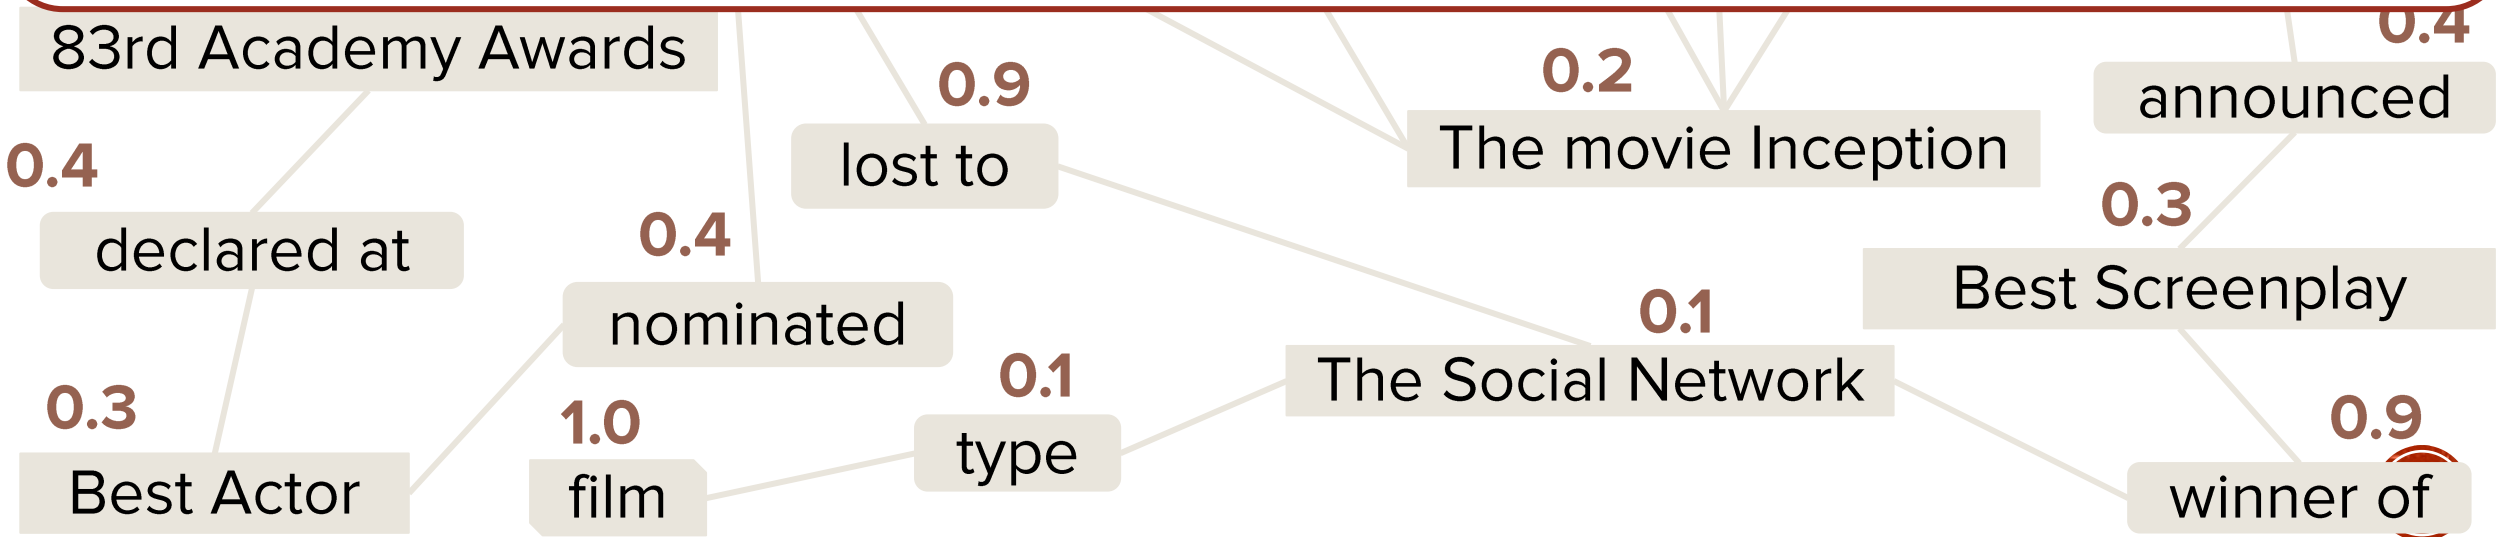 83rd Academy Awards
0.9
0.2
0.4
announced
lost to
The movie Inception
0.4
declared at
0.4
0.3
nominated
Best Screenplay
0.1
The Social Network
0.3
0.1
1.0
type
0.9
Best Actor
film
winner of